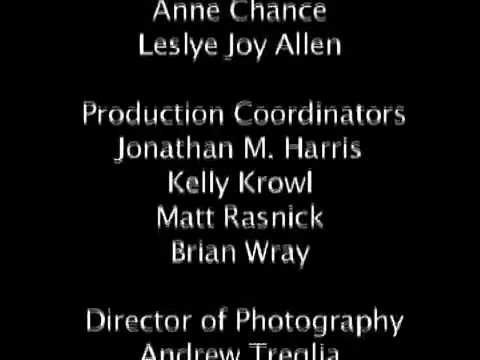 Anne Chance
Leslye Joy Allen
Production Coordinators
Jonathan M. Harris
Kelly Krowl
Matt Rasnick
Brian Wray
Director of Photography
Andrew Treglia